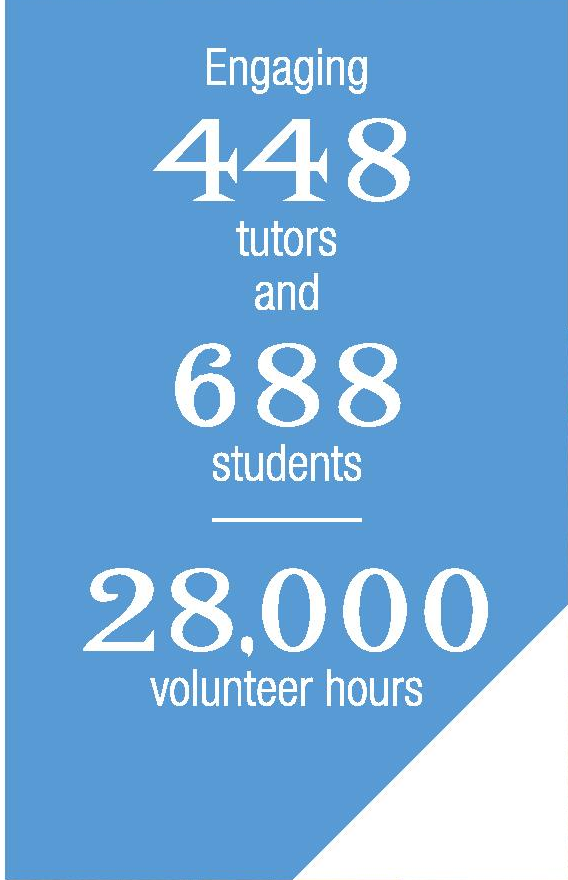 Engaging
448
tutors
and
688
students
28,000
volunteer hours